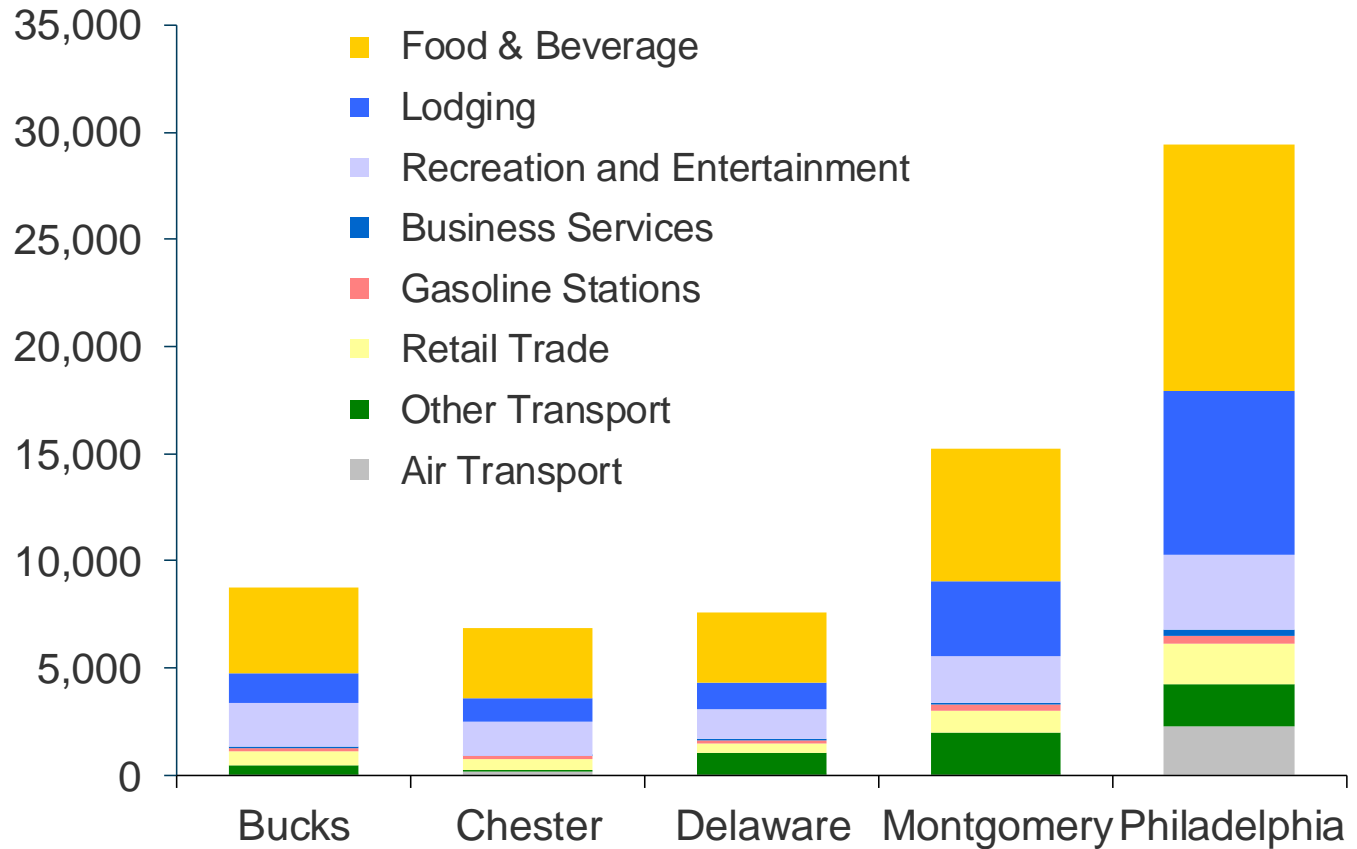 35,000
30,000
25,000
20,000
15,000
10,000
5,000
0
Food & Beverage
Lodging
Recreation and Entertainment
Business Services
Gasoline Stations
Retail Trade
Other Transport
Air Transport
Bucks Chester Delaware Montgomery Philadelphia